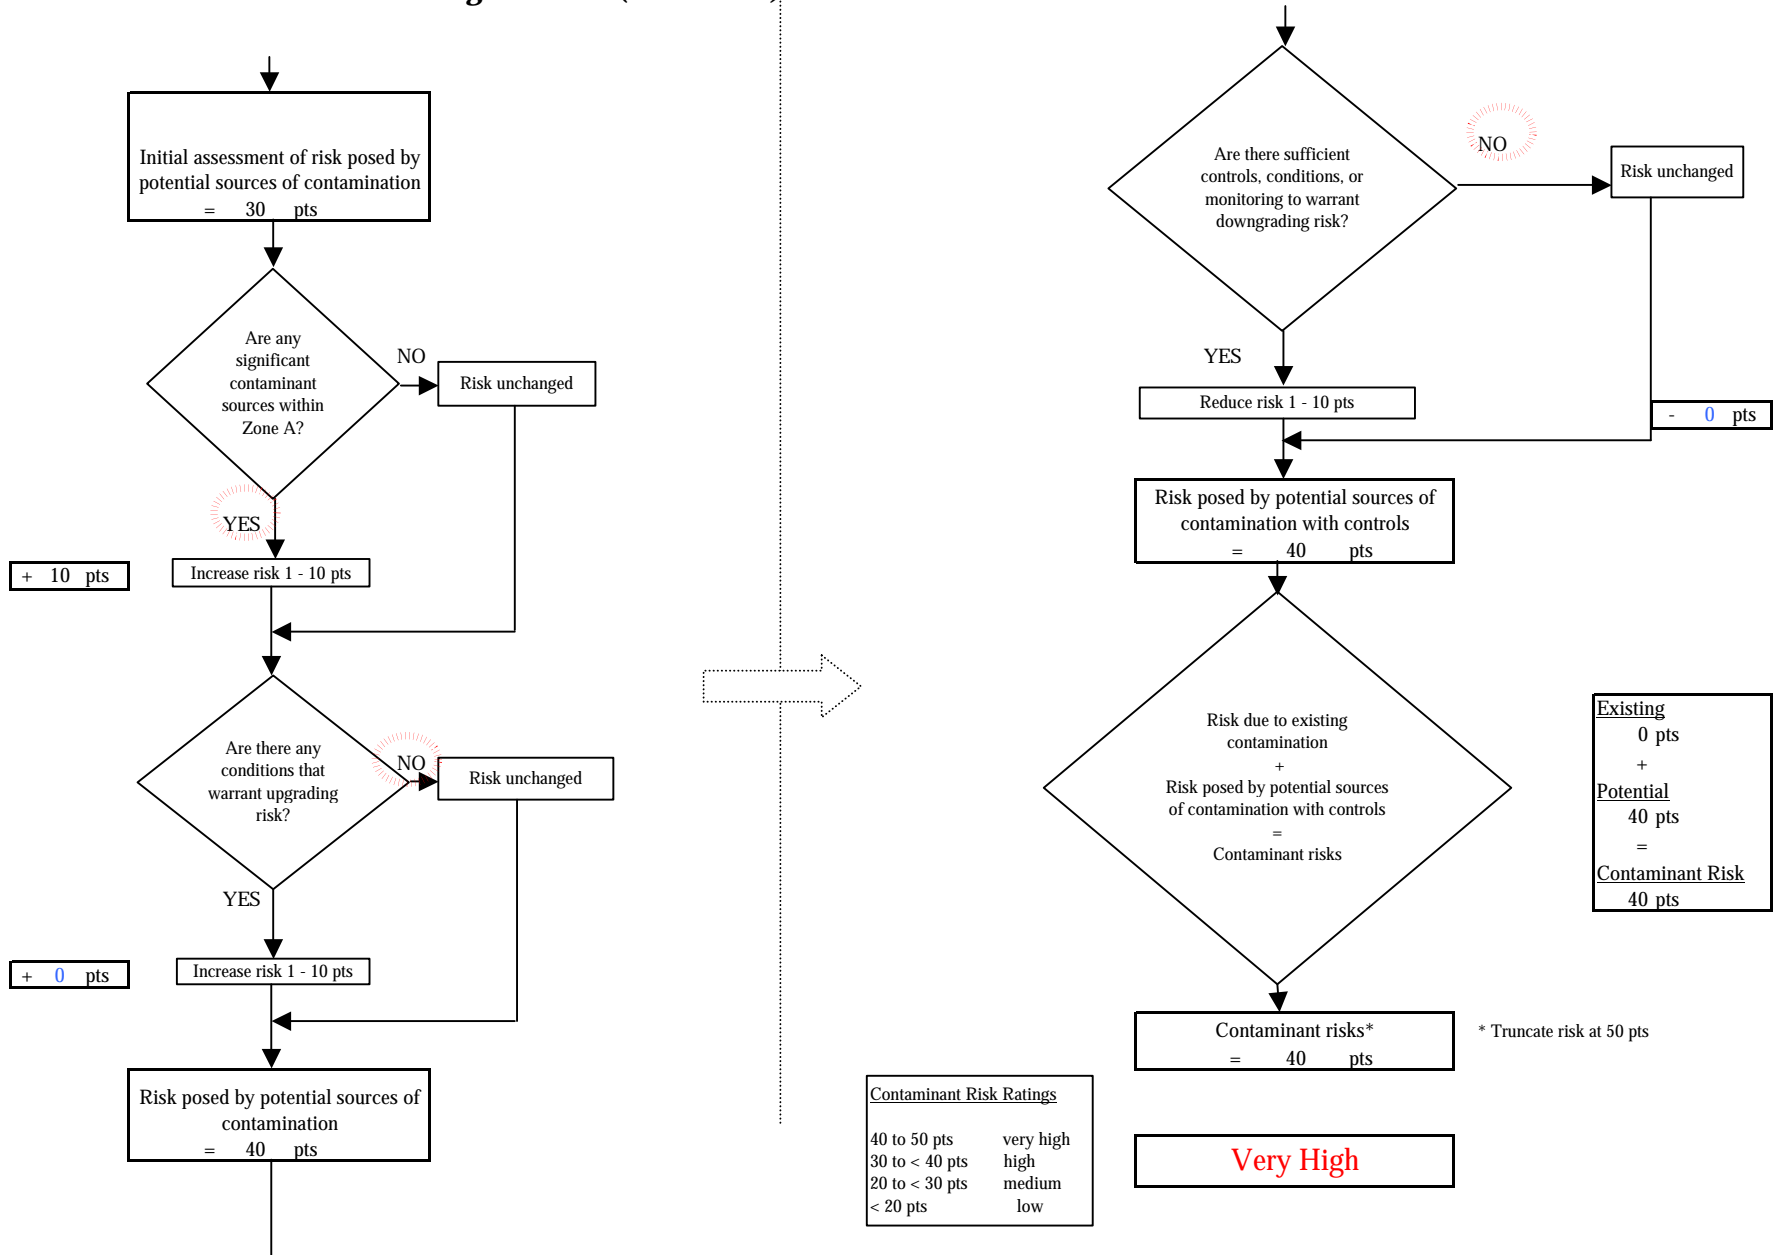 Initial assessment of risk posed by
potential sources of contamination
= 30 pts
Are any
significant
contaminant
sources within
Zone A?
NO
Risk unchanged
YES
+ 10 pts
Increase risk 1 - 10 pts
Are there any
conditions that
warrant upgrading
risk?
NO
Risk unchanged
YES
+ 0 pts
Increase risk 1 - 10 pts
Risk posed by potential sources of
contamination
= 40 pts
Are there sufficient
controls, conditions, or
monitoring to warrant
downgrading risk?
NO
Risk unchanged
YES
Reduce risk 1 - 10 pts
- 0 pts
Risk posed by potential sources of
contamination with controls
= 40 pts
Risk due to existing
contamination
+
Risk posed by potential sources
of contamination with controls
=
Contaminant risks
Existing
0 pts
+
Potential
40 pts
=
Contaminant Risk
40 pts
Contaminant risks*
= 40 pts
* Truncate risk at 50 pts
Contaminant Risk Ratings
40 to 50 pts very high
30 to < 40 pts high
20 to < 30 pts medium
< 20 pts low
Very High